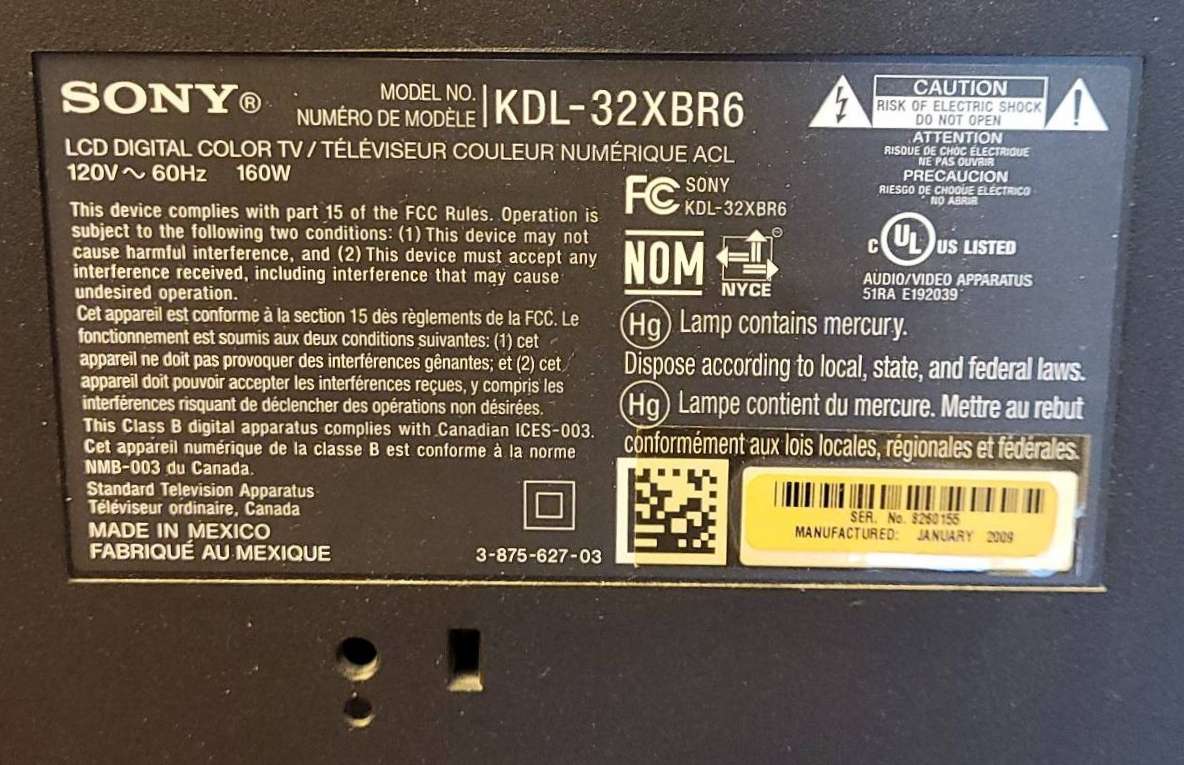 SONY®
MODEL NO.
NUMÉRO DE MODÈLE
KDL-32XBR6
LCD DIGITAL COLOR TV / TÉLÉVISEUR COULEUR NUMÉRIQUE ACL
120V ~ 60Hz 160W
This device complies with part 15 of the FCC Rules. Operation is
subject to the following two conditions: (1) This device may not
cause harmful interference, and (2) This device must accept any
interference received, including interference that may cause
undesired operation.
Cet appareil est conforme à la section 15 des règlements de la FCC. Le
fonctionnement est soumis aux deux conditions suivantes: (1) cet
appareil ne doit pas provoquer des interférences gênantes; et (2) cet
appareil doit pouvoir accepter les interférences reçues, y compris les
interférences risquant de déclencher des opérations non désirées.
This Class B digital apparatus complies with Canadian ICES-003.
Cet appareil numérique de la classe B est conforme à la norme
NMB-003 du Canada.
Standard Television Apparatus
Téléviseur ordinaire, Canada
MADE IN MEXICO
FABRIQUÉ AU MEXIQUE
3-875-627-03
CAUTION
RISK OF ELECTRIC SHOCK
DO NOT OPEN
ATTENTION
RISQUE DE CHOC ÉLECTRIQUE
NE PAS OUVRIR
PRECAUCION
RIESGO DE CHOQUE ELÉCTRICO
NO ABRIR
FC SONY
KDL-32XBR6
NOM
NYCE
C UL US LISTED
AUDIO/VIDEO APPARATUS
51RA E192039
Hg Lamp contains mercury.
Dispose according to local, state, and federal laws.
Hg Lampe contient du mercure. Mettre au rebut
conformément aux lois locales, régionales et fédérales.
SER. No. 8260155
MANUFACTURED: JANUARY 2009